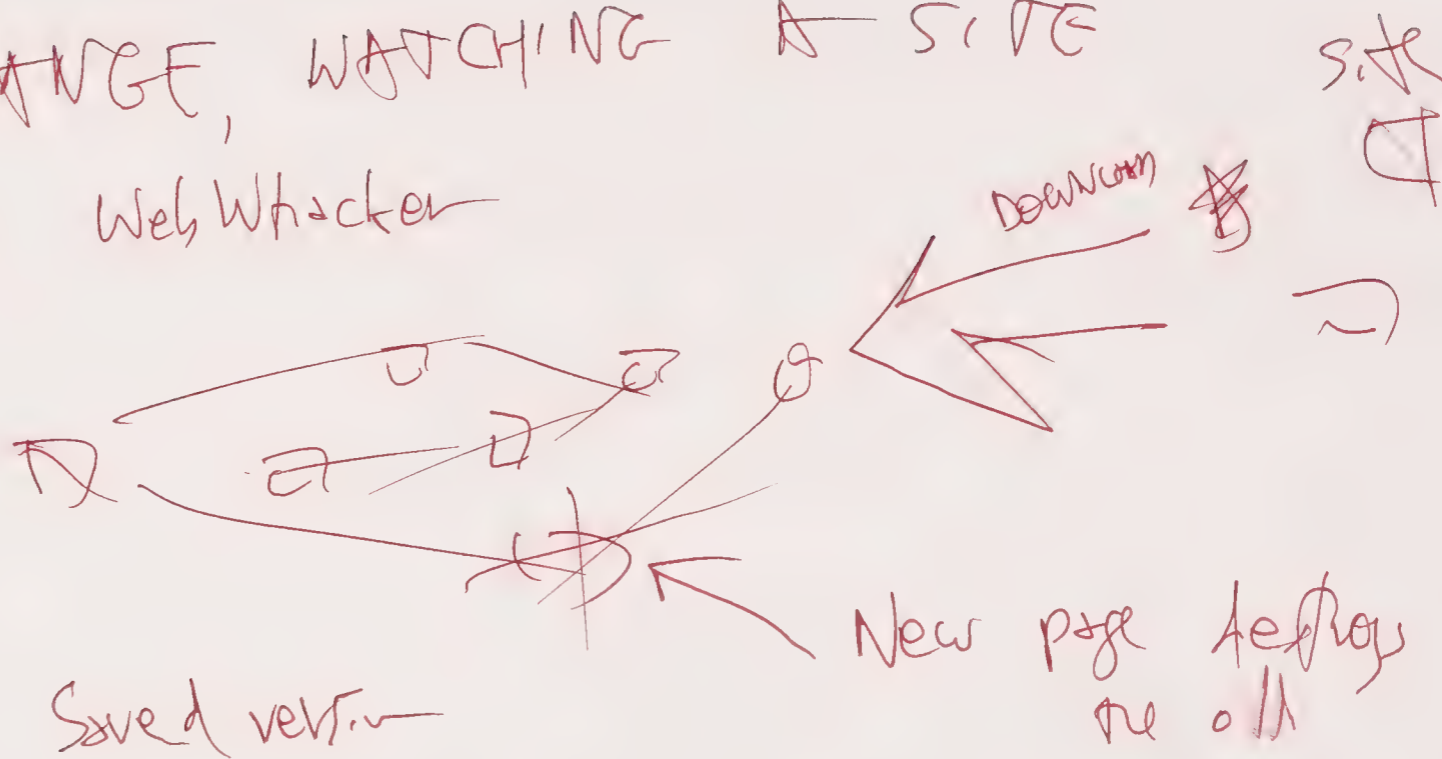 ANGE, WATCHING A SITE
site
WebWhacker
DOWNLOAD
New page destroys
the old
Saved version